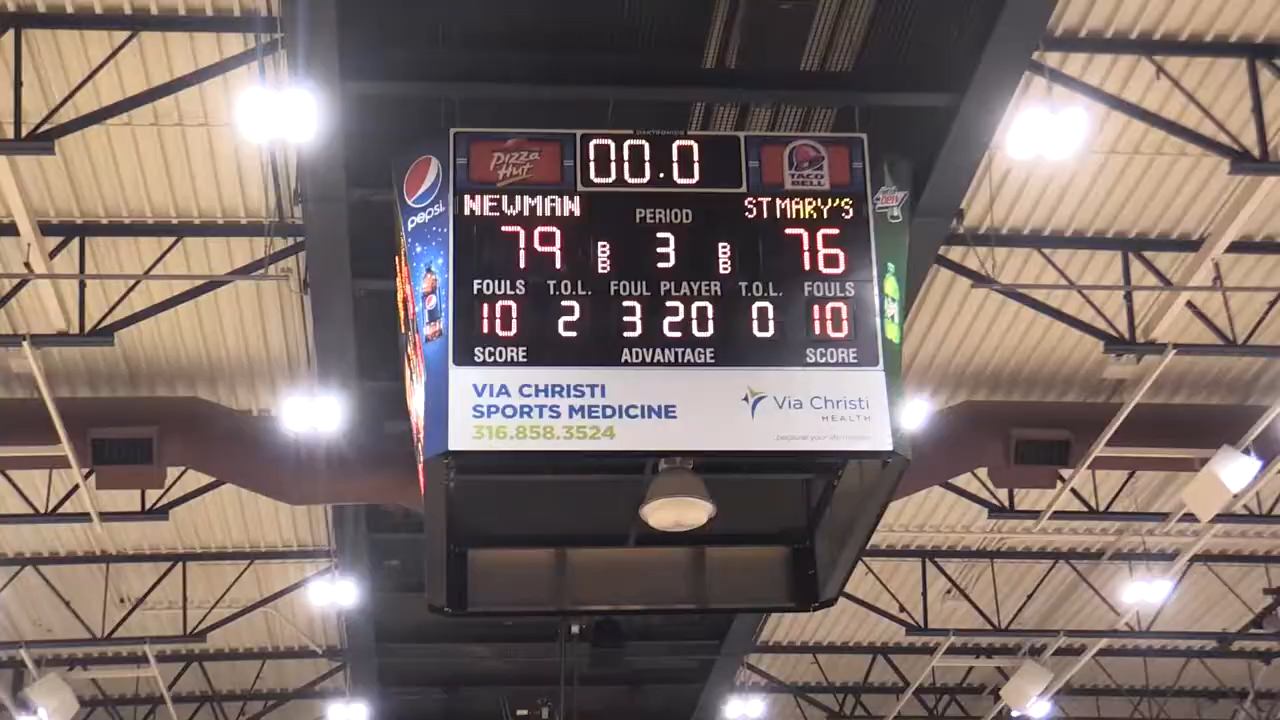 DAKTRONICS
Pizza Hut
00.0
TACO BELL
pepsi
NEWMAN
PERIOD
ST MARY'S
79 B B 3 B B 76
FOULS T.O.L. FOUL PLAYER T.O.L. FOULS
10 2 3 20 0 10
SCORE ADVANTAGE SCORE
VIA CHRISTI
SPORTS MEDICINE
316.858.3524
Via Christi
HEALTH